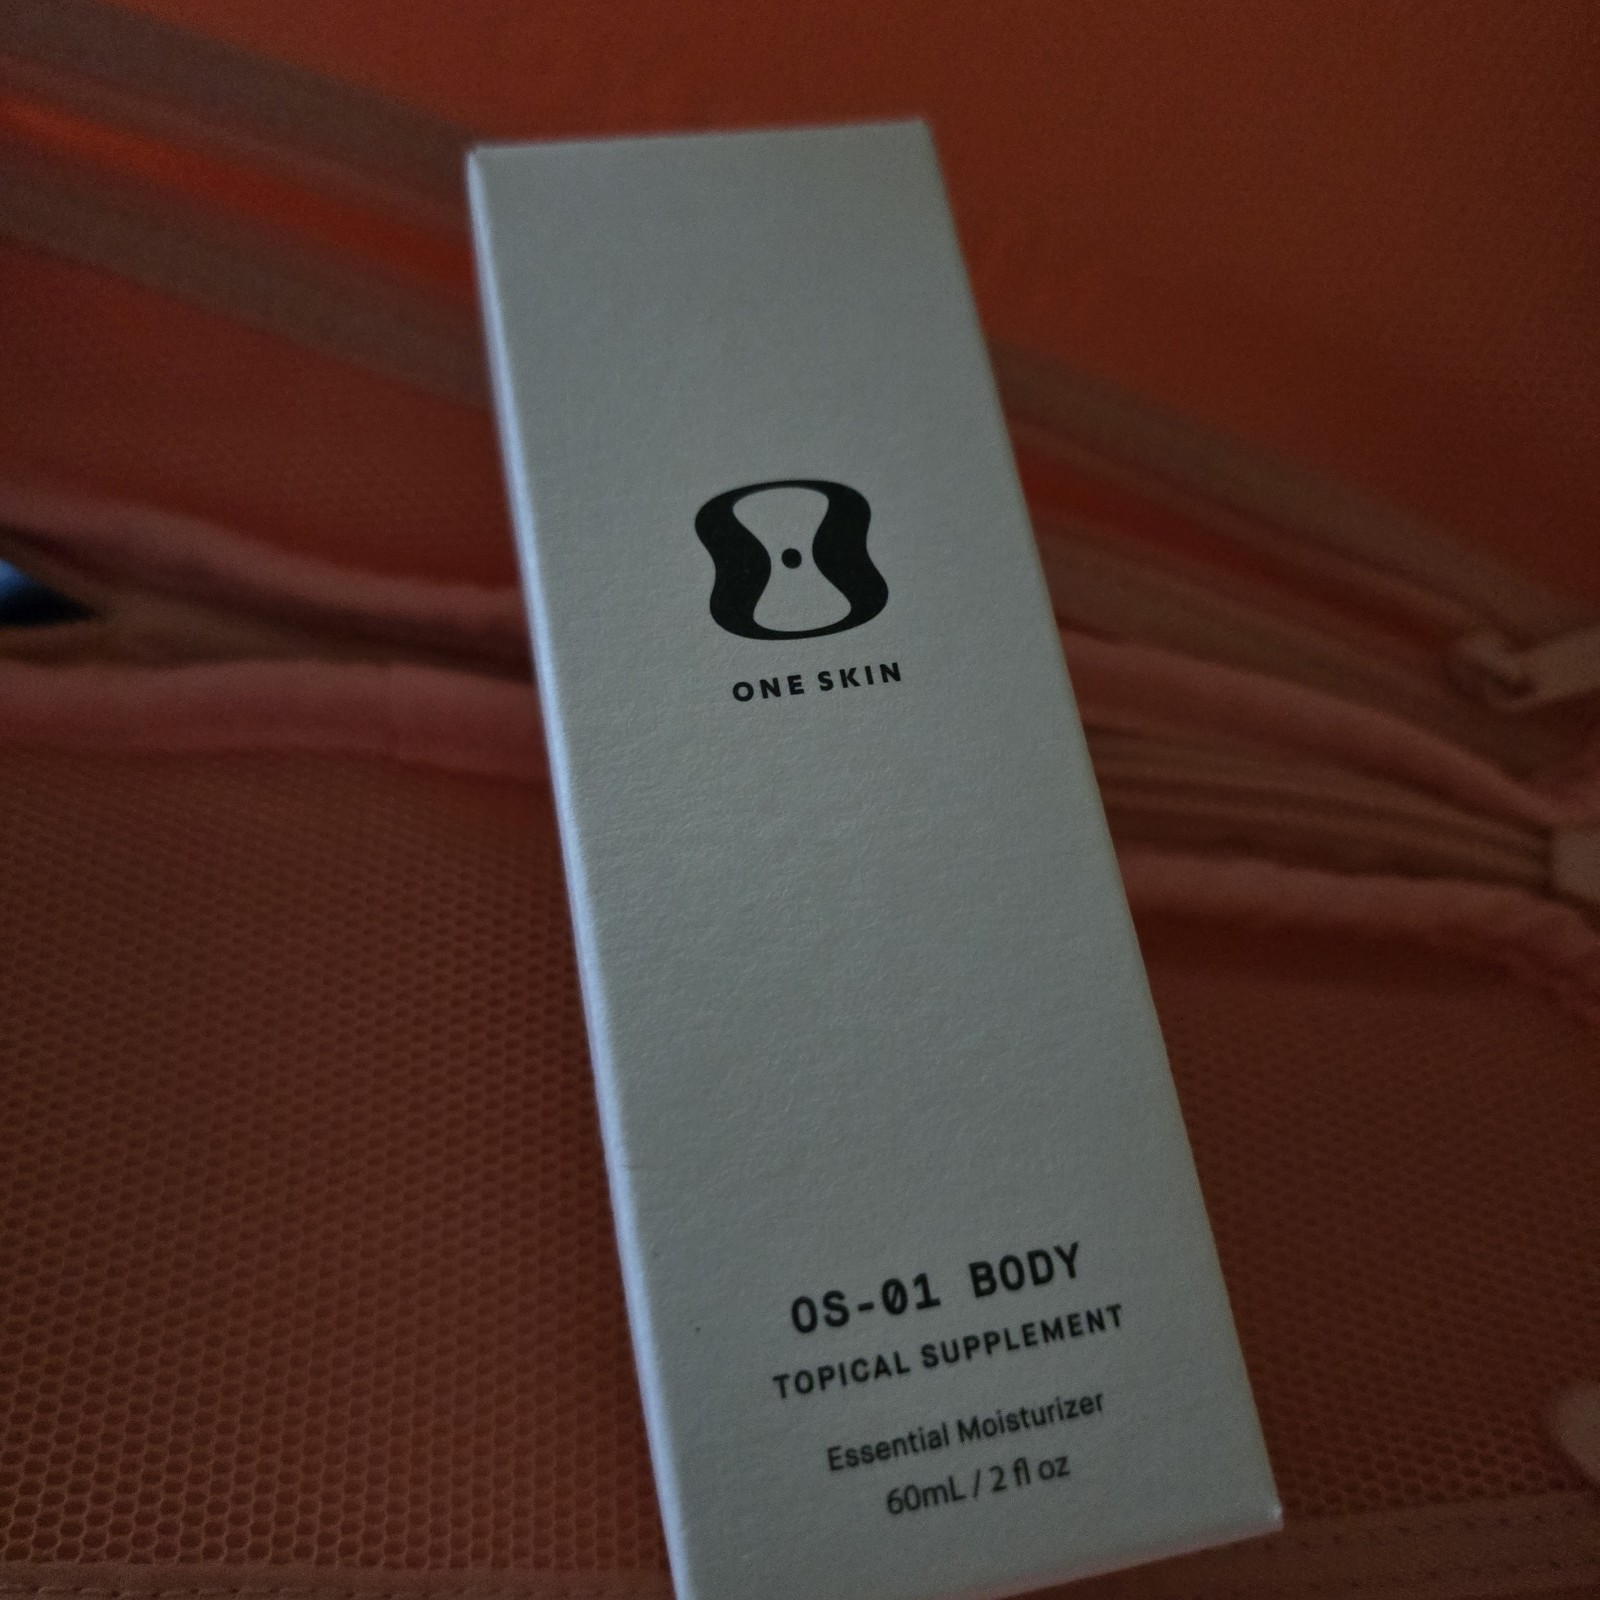 ONE SKIN
OS-01 BODY
TOPICAL SUPPLEMENT
Essential Moisturizer
60mL / 2 fl oz